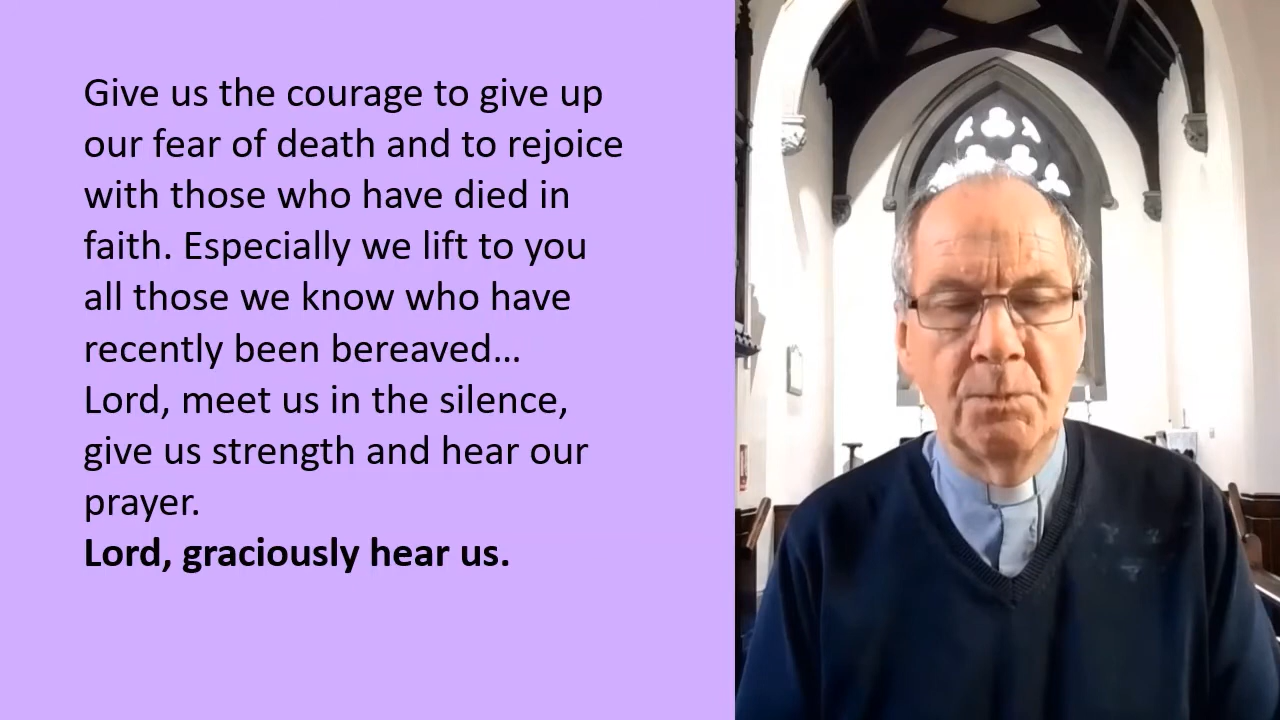 Give us the courage to give up
our fear of death and to rejoice
with those who have died in
faith. Especially we lift to you
all those we know who have
recently been bereaved…
Lord, meet us in the silence,
give us strength and hear our
prayer.
Lord, graciously hear us.